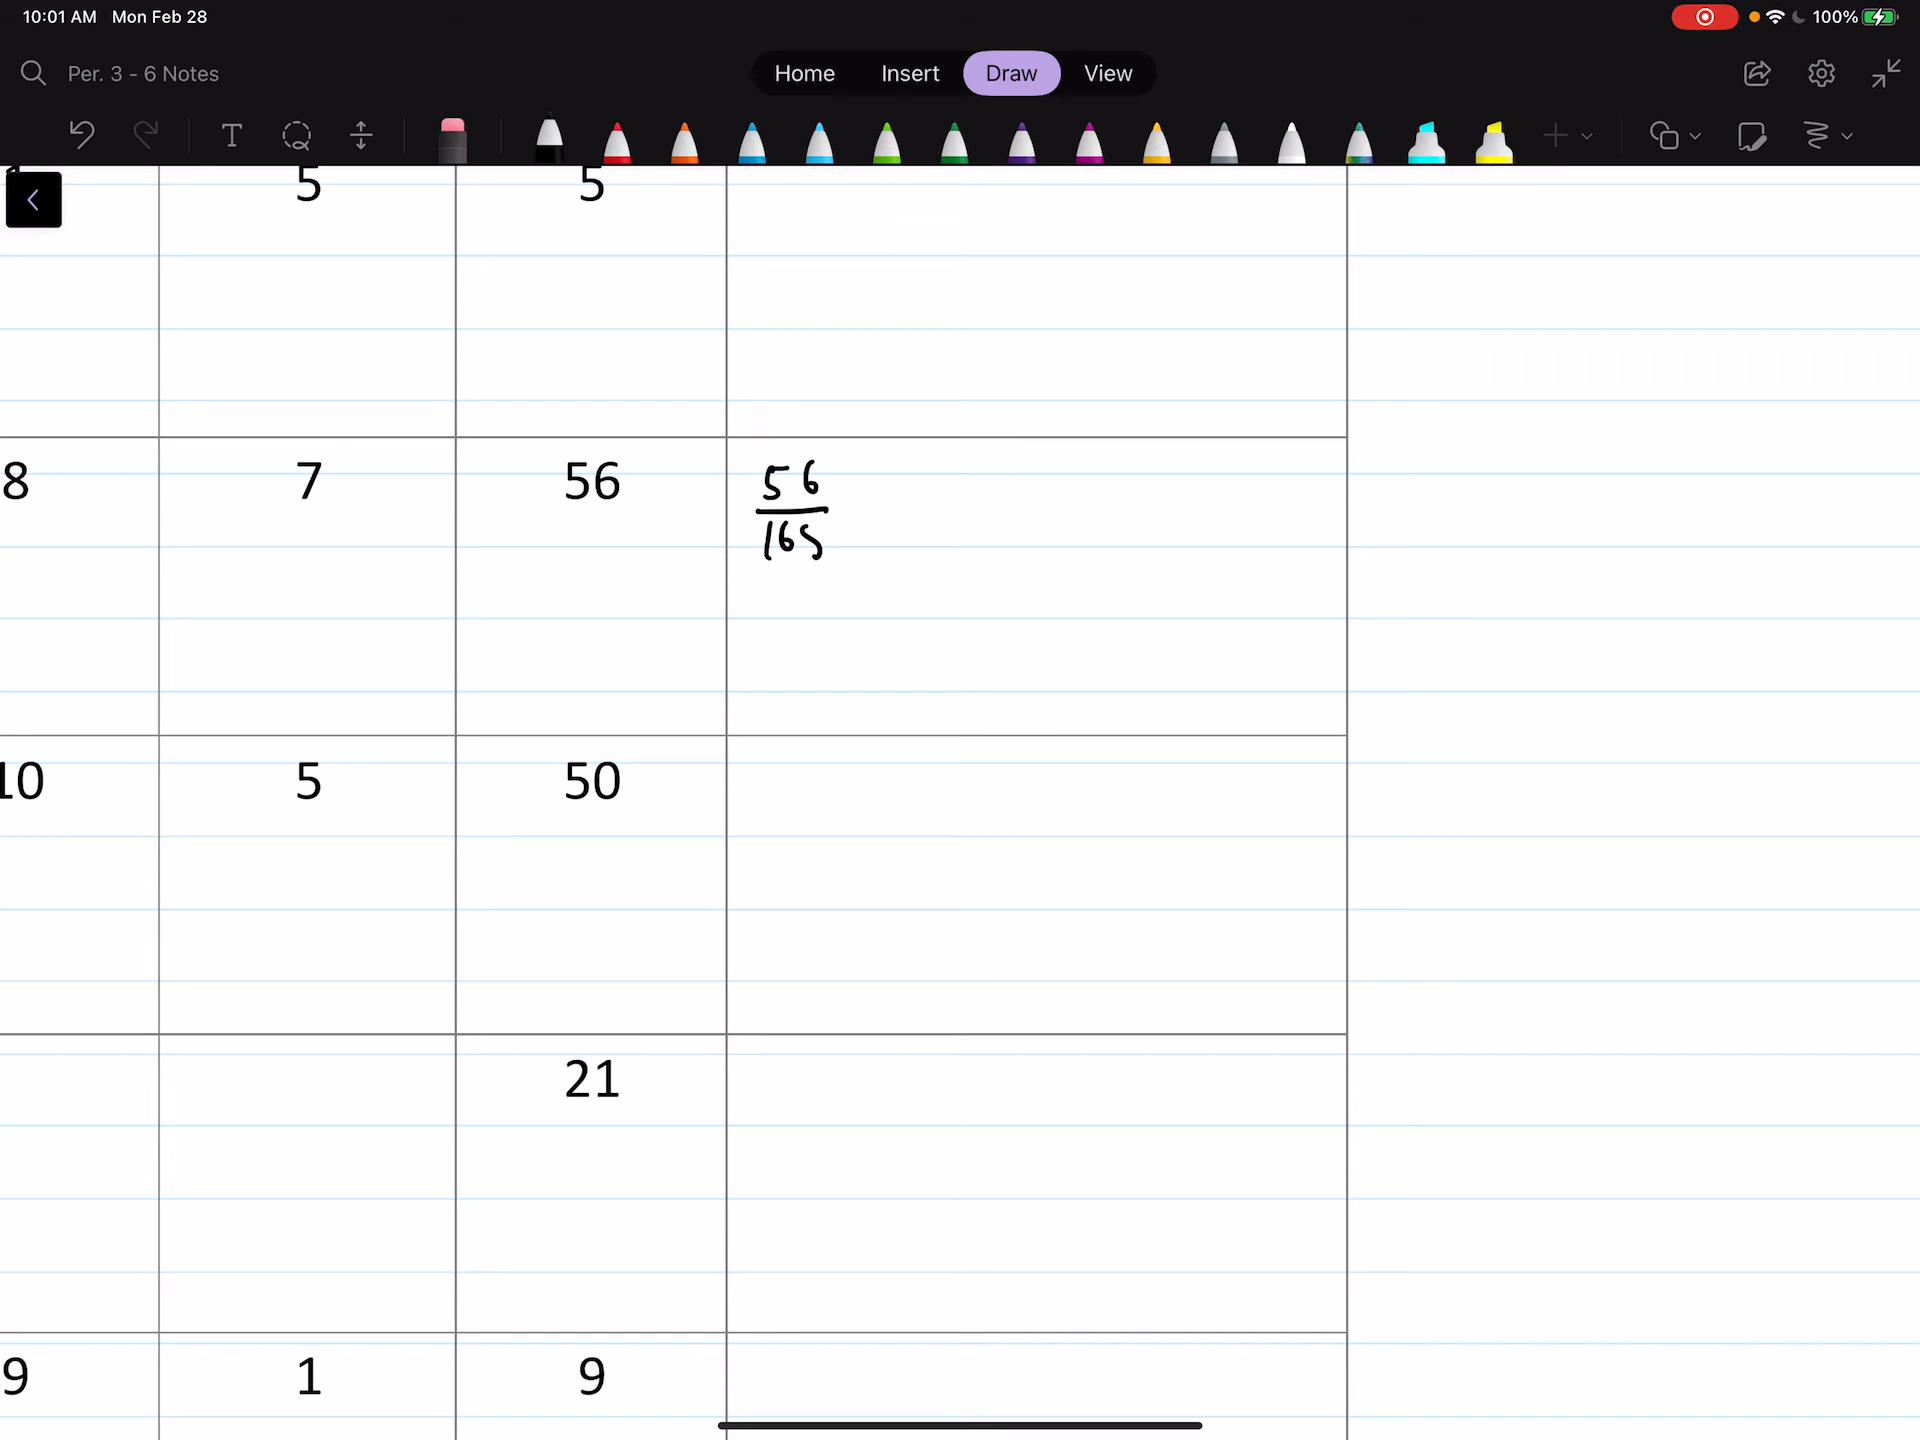 10:01 AM Mon Feb 28
100%
Per. 3 - 6 Notes
Home Insert Draw View
T
5 5
8 7 56 56
165
10 5 50
21
9 1 9